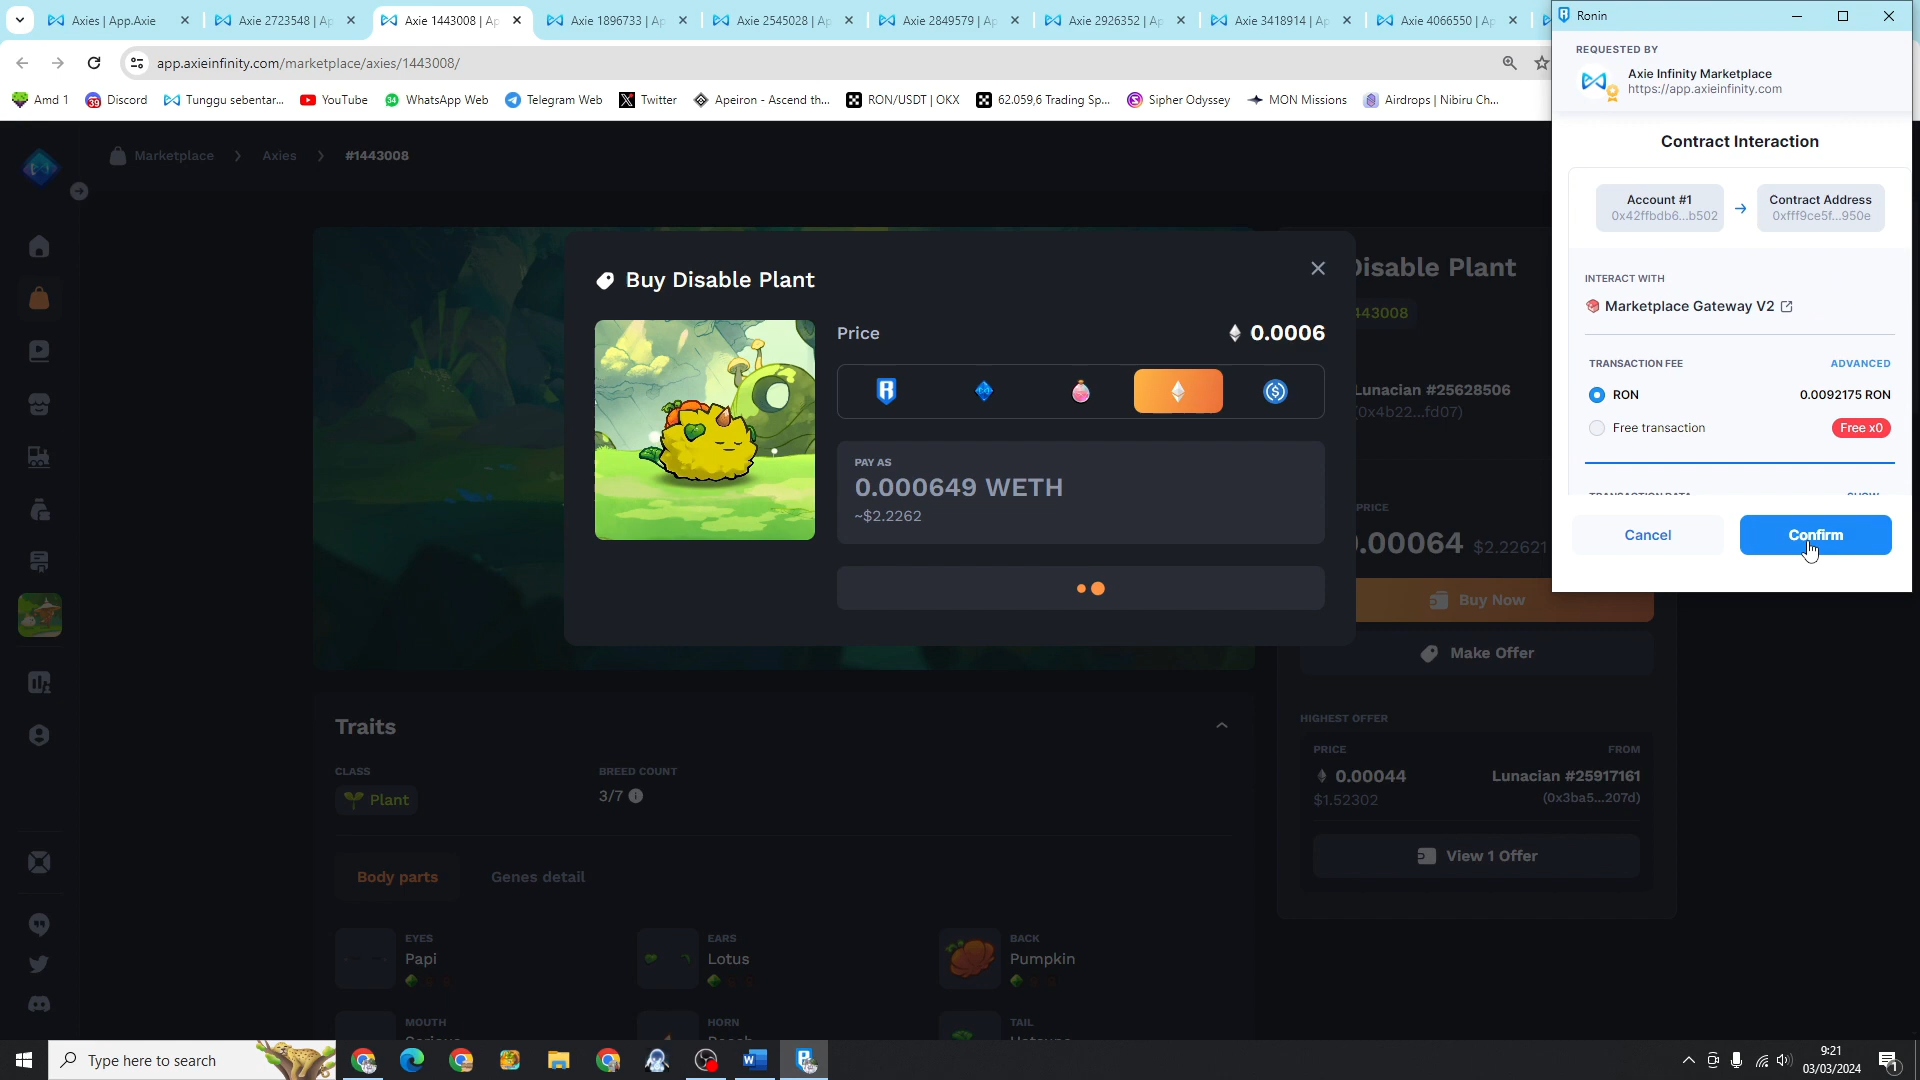 Axies | App.Axie
Axie 2723548 | Ap
Axie 1443008 | Ap
Axie 1896733 | Ap
Axie 2545028 | Ap
Axie 2849579 | Ap
Axie 2926352 | Ap
Axie 3418914 | Ap
Axie 4066550 | Ap
app.axieinfinity.com/marketplace/axies/1443008/
Amd 1
Discord
Tunggu sebentar...
YouTube
WhatsApp Web
Telegram Web
Twitter
Apeiron - Ascend th...
RON/USDT | OKX
62.059,6 Trading Sp...
Sipher Odyssey
MON Missions
Airdrops | Nibiru Ch...
Marketplace
Axies
#1443008
Buy Disable Plant
Price
0.0006
PAY AS
0.000649 WETH
~$2.2262
Disable Plant
443008
Lunacian #25628506
(0x4b22...fd07)
PRICE
0.00064 $2.22621
Buy Now
Make Offer
HIGHEST OFFER
PRICE
FROM
0.00044
Lunacian #25917161
$1.52302
(0x3ba5...207d)
View 1 Offer
Traits
CLASS
BREED COUNT
Plant
3/7
Body parts
Genes detail
EYES
Papi
EARS
Lotus
BACK
Pumpkin
MOUTH
HORN
TAIL
Ronin
REQUESTED BY
Axie Infinity Marketplace
https://app.axieinfinity.com
Contract Interaction
Account #1
0x42ffbdb6...b502
Contract Address
0xfff9ce5f...950e
INTERACT WITH
Marketplace Gateway V2
TRANSACTION FEE
ADVANCED
RON
0.0092175 RON
Free transaction
Free x0
Cancel
Confirm
Type here to search
9:21
03/03/2024
1